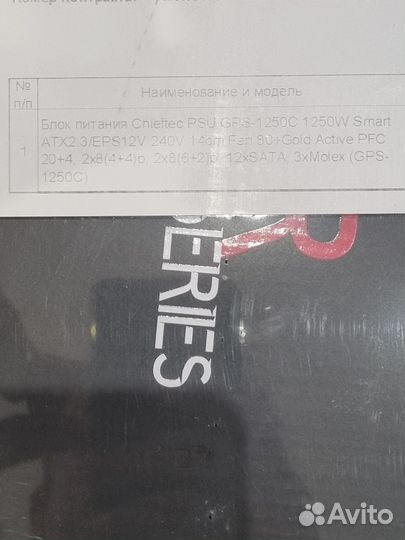 №
п/п
Наименование и модель
1
Блок питания Chieftec PSU GPS-1250C 1250W Smart
ATX2.3/EPS12V 240V 14cm Fan 80+Gold Active PFC
20+4, 2x8(4+4)p, 2x8(6+2)p, 12xSATA, 3xMolex (GPS-
1250C)
SERIES
Avito